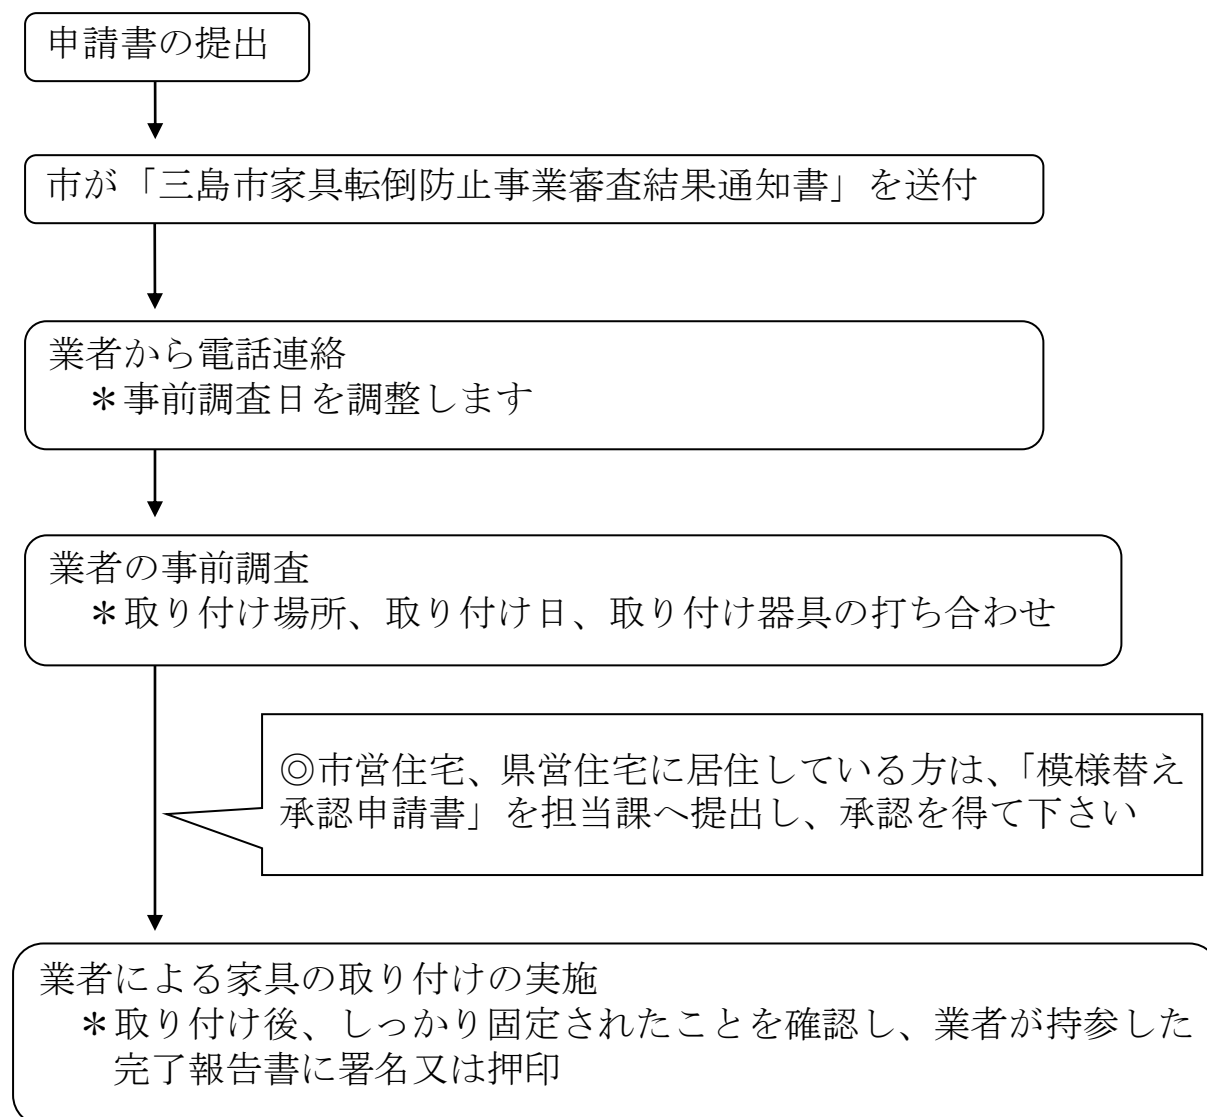 申請書の提出
市が「三島市家具転倒防止事業審査結果通知書」を送付
業者から電話連絡
＊事前調査日を調整します
業者の事前調査
＊取り付け場所、取り付け日、取り付け器具の打ち合わせ
◎市営住宅、県営住宅に居住している方は、「模様替え
承認申請書」を担当課へ提出し、承認を得て下さい
業者による家具の取り付けの実施
＊取り付け後、しっかり固定されたことを確認し、業者が持参した
完了報告書に署名又は押印